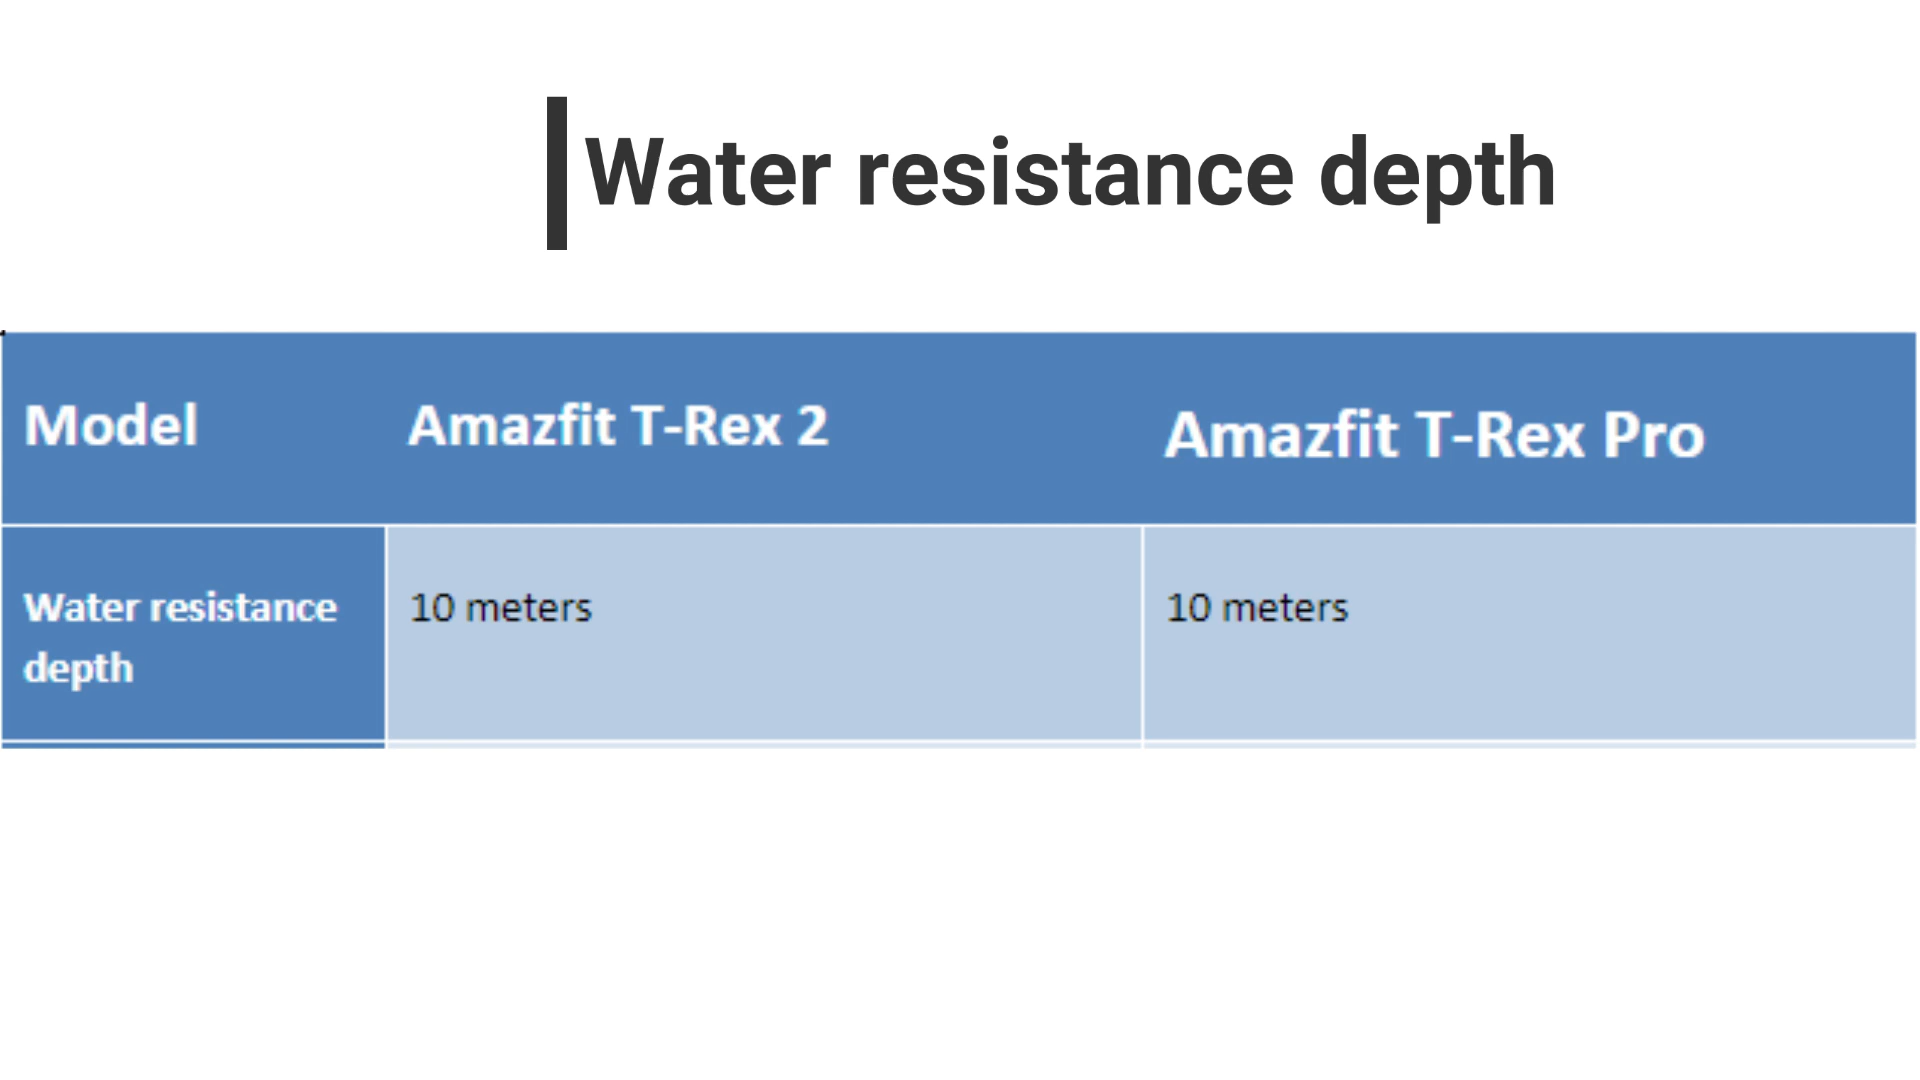 Water resistance depth
Model Amazfit T-Rex 2 Amazfit T-Rex Pro
Water resistance 10 meters 10 meters
depth